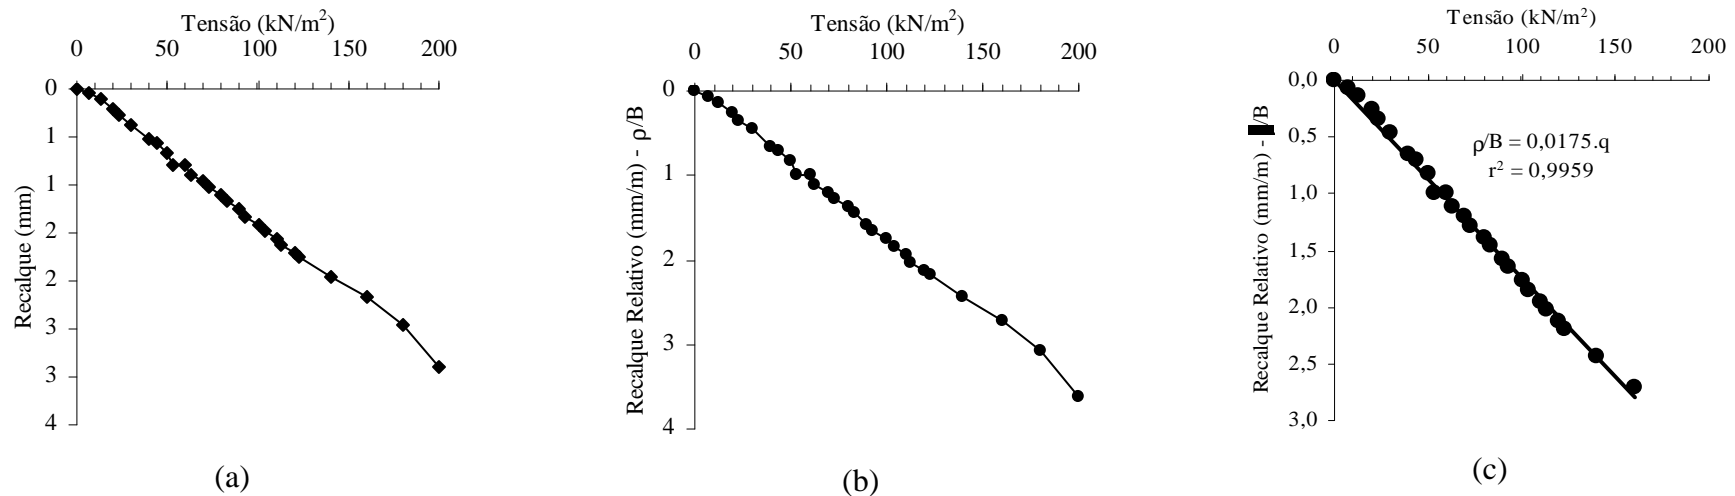 Tensão (kN/m²)
0 50 100 150 200
0
1
1
2
2
3
3
4
Recalque (mm)
(a)
Tensão (kN/m²)
0 50 100 150 200
0
1
2
3
4
Recalque Relativo (mm/m) - ρ/B
(b)
Tensão (kN/m²)
0 50 100 150 200
0,0
0,5
1,0
1,5
2,0
2,5
3,0
Recalque Relativo (mm/m) - /B
ρ/B = 0,0175.q
r² = 0,9959
(c)